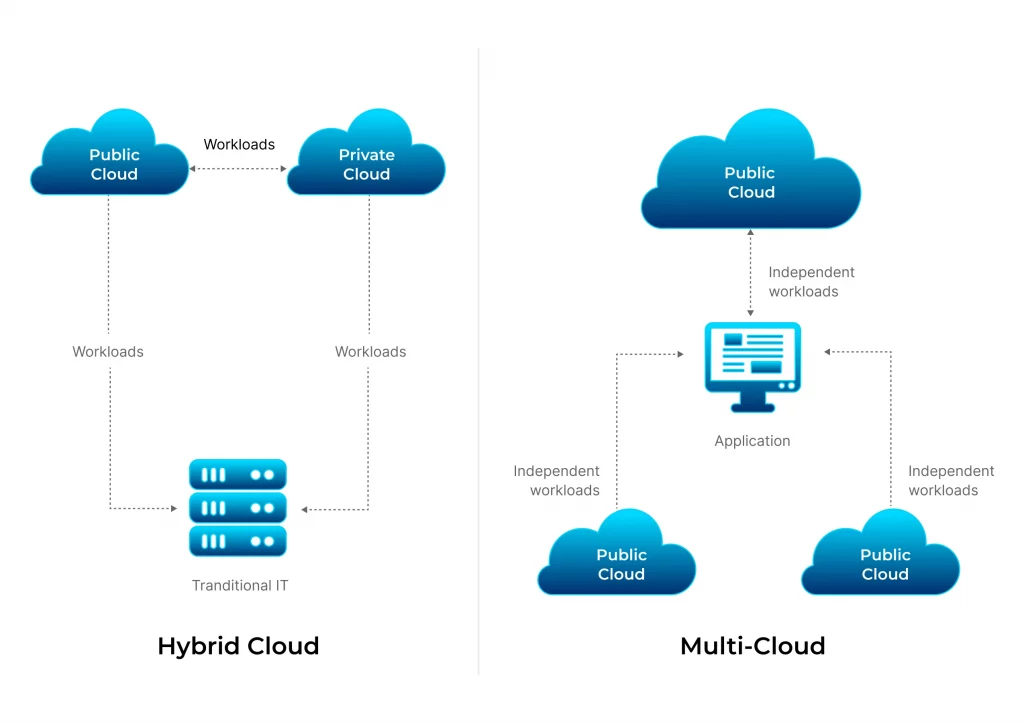 Public
Cloud
Workloads
Private
Cloud
Workloads
Workloads
Tranditional IT
Hybrid Cloud
Public
Cloud
Independent
workloads
Application
Independent
workloads
Independent
workloads
Public
Cloud
Public
Cloud
Multi-Cloud